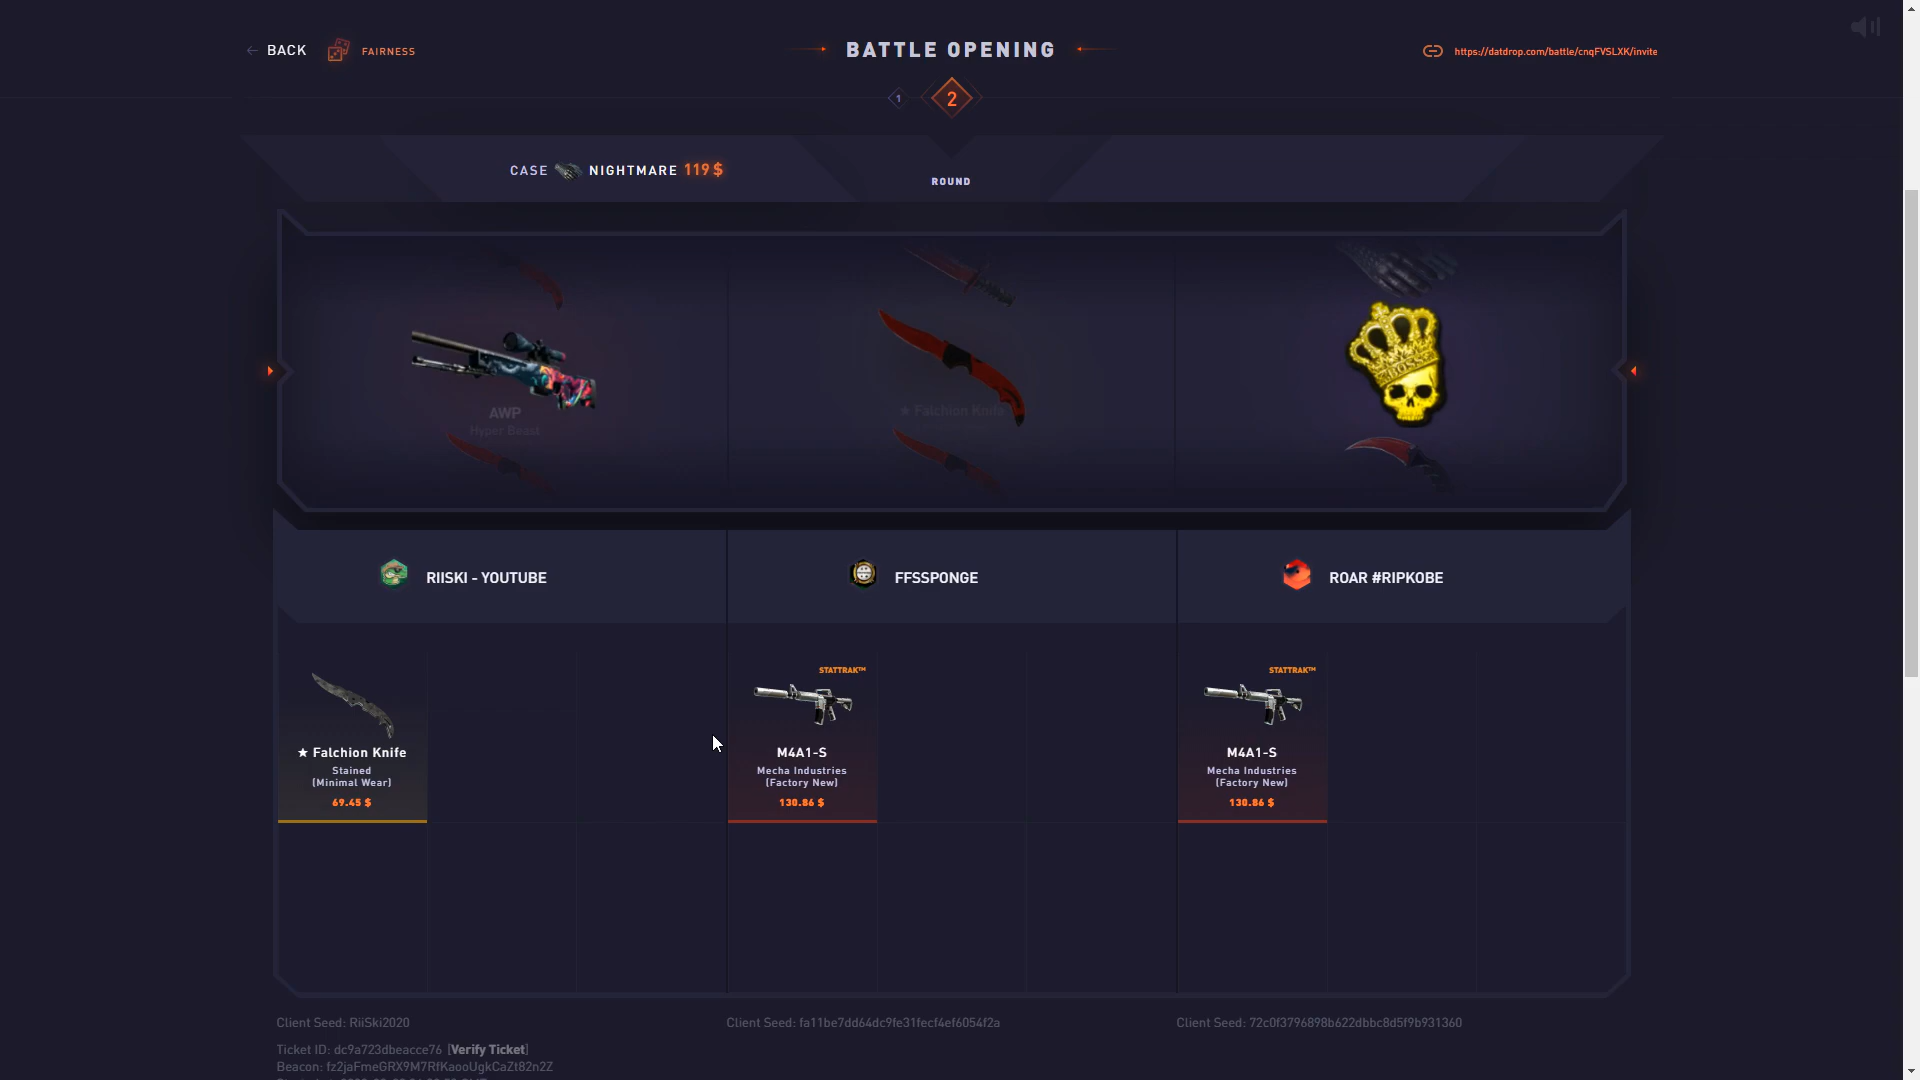 BACK
FAIRNESS
BATTLE OPENING
https://datdrop.com/battle/cnqFVSLXK/invite
1
2
CASE NIGHTMARE 119 $
ROUND
AWP
Hyper Beast
★ Falchion Knife
BOSS
RIISKI - YOUTUBE
FFSSPONGE
ROAR #RIPKOBE
★ Falchion Knife
Stained
(Minimal Wear)
69.45 $
STATTRAK™
M4A1-S
Mecha Industries
(Factory New)
130.86 $
STATTRAK™
M4A1-S
Mecha Industries
(Factory New)
130.86 $
Client Seed: RiiSki2020
Client Seed: fa11be7dd64dc9fe31fecf4ef6054f2a
Client Seed: 72c0f3796898b622dbbc8d5f9b931360
Ticket ID: dc9a723dbeacce76 [Verify Ticket]
Beacon: fz2jaFmeGRX9M7RfKaooUgkCaZt82n2Z